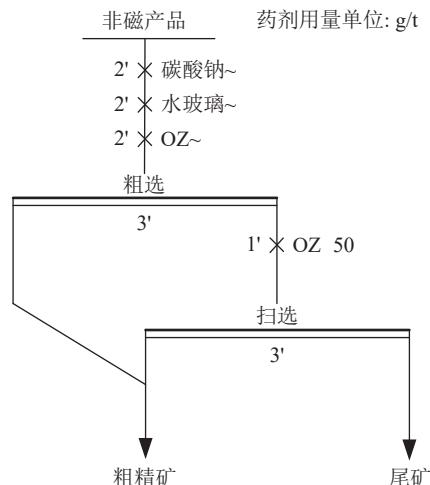 非磁产品 药剂用量单位: g/t
2' 碳酸钠~
2' 水玻璃~
2' OZ~
粗选
3'
1' OZ 50
扫选
3'
粗精矿 尾矿